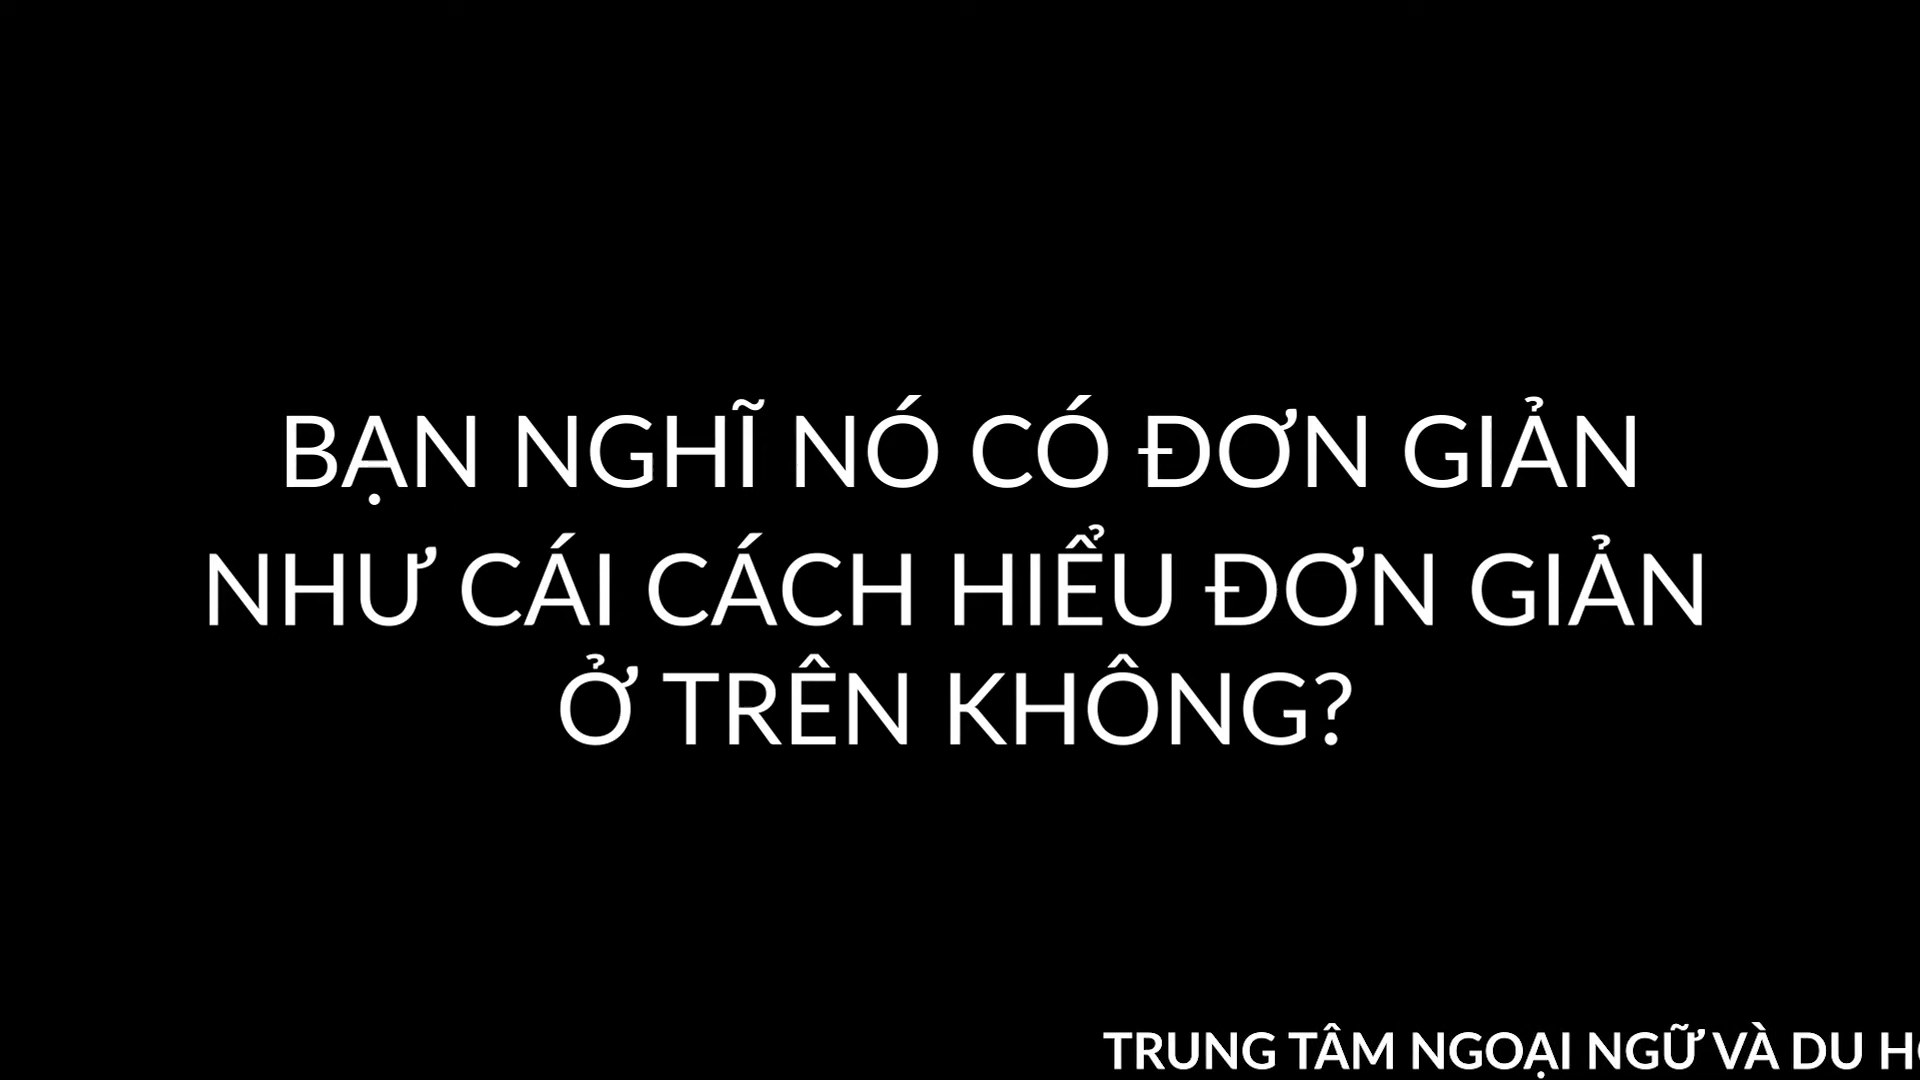 BẠN NGHĨ NÓ CÓ ĐƠN GIẢN
NHƯ CÁI CÁCH HIỂU ĐƠN GIẢN
Ở TRÊN KHÔNG?
TRUNG TÂM NGOẠI NGỮ VÀ DU